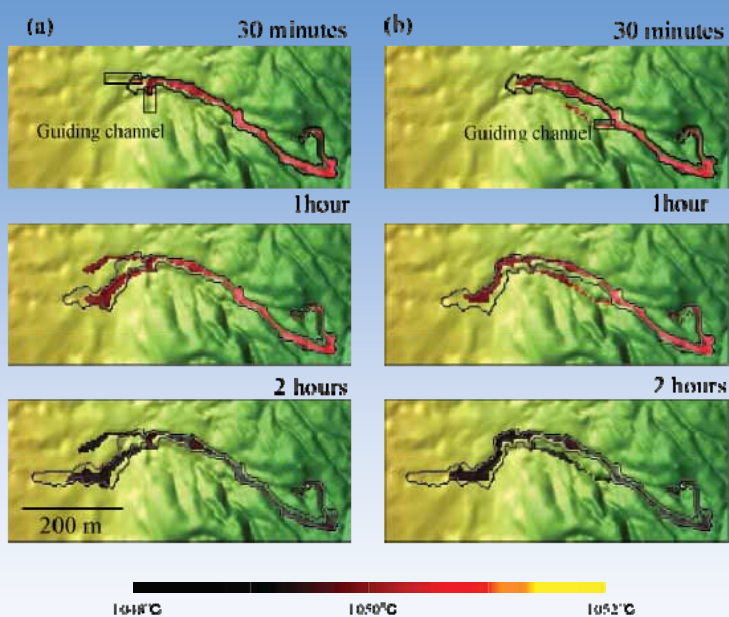 (a) 30 minutes
(b) 30 minutes
Guiding channel
Guiding channel
1hour
1hour
2 hours
2 hours
200 m
1048°C 1050°C 1052°C